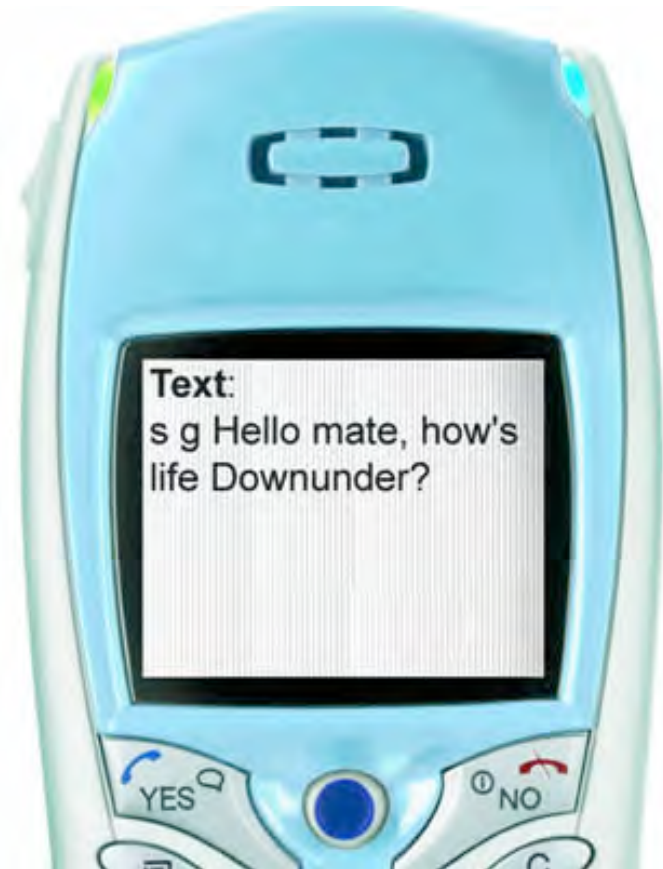 Text:
s g Hello mate, how's
life Downunder?
YES
NO
C